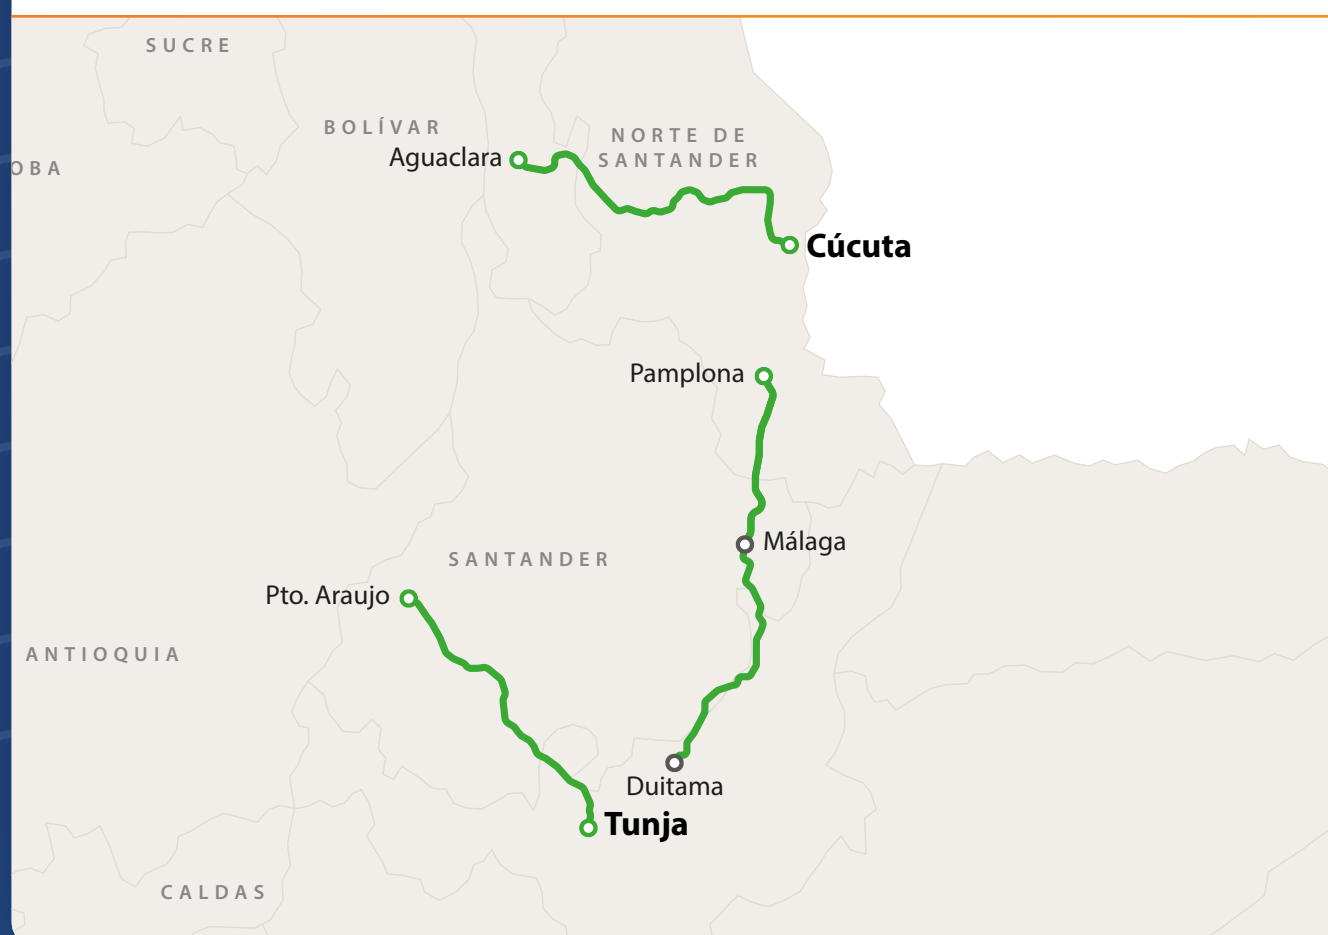 SUCRE
BOLÍVAR
NORTE DE
SANTANDER
Aguaclara
OBA
Cúcuta
Pamplona
Málaga
SANTANDER
Pto. Araujo
ANTIOQUIA
Duitama
Tunja
CALDAS